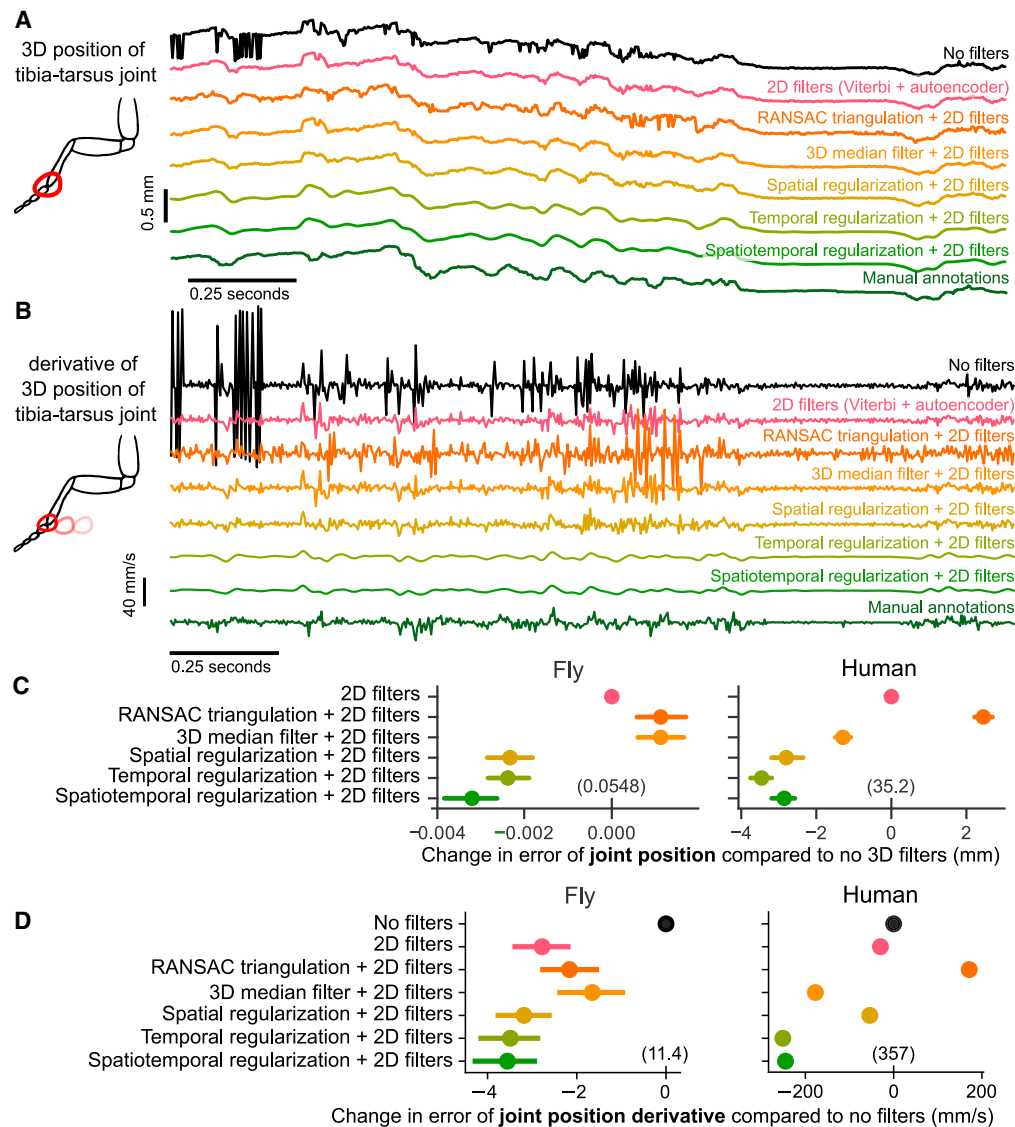 A
3D position of
tibia-tarsus joint
0.5 mm
No filters
2D filters (Viterbi + autoencoder)
RANSAC triangulation + 2D filters
3D median filter + 2D filters
Spatial regularization + 2D filters
Temporal regularization + 2D filters
Spatiotemporal regularization + 2D filters
Manual annotations
0.25 seconds
B
derivative of
3D position of
tibia-tarsus joint
40 mm/s
No filters
2D filters (Viterbi + autoencoder)
RANSAC triangulation + 2D filters
3D median filter + 2D filters
Spatial regularization + 2D filters
Temporal regularization + 2D filters
Spatiotemporal regularization + 2D filters
Manual annotations
0.25 seconds
C
Fly
Human
2D filters
RANSAC triangulation + 2D filters
3D median filter + 2D filters
Spatial regularization + 2D filters
Temporal regularization + 2D filters
Spatiotemporal regularization + 2D filters
(0.0548)
(35.2)
−0.004 −0.002 0.000
−4 −2 0 2
Change in error of joint position compared to no 3D filters (mm)
D
Fly
Human
No filters
2D filters
RANSAC triangulation + 2D filters
3D median filter + 2D filters
Spatial regularization + 2D filters
Temporal regularization + 2D filters
Spatiotemporal regularization + 2D filters
(11.4)
(357)
−4 −2 0
−200 0 200
Change in error of joint position derivative compared to no filters (mm/s)